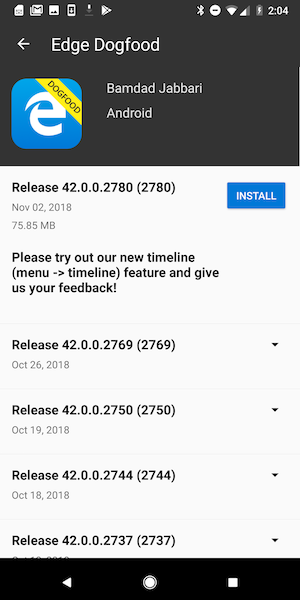 2:04
Edge Dogfood
DOGFOOD
Bamdad Jabbari
Android
Release 42.0.0.2780 (2780)
INSTALL
Nov 02, 2018
75.85 MB
Please try out our new timeline
(menu -> timeline) feature and give
us your feedback!
Release 42.0.0.2769 (2769)
Oct 26, 2018
Release 42.0.0.2750 (2750)
Oct 19, 2018
Release 42.0.0.2744 (2744)
Oct 18, 2018
Release 42.0.0.2737 (2737)